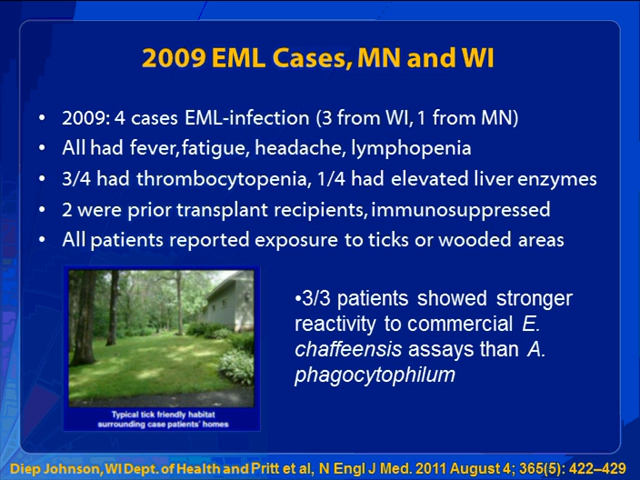 2009 EML Cases, MN and WI
• 2009: 4 cases EML-infection (3 from WI, 1 from MN)
• All had fever, fatigue, headache, lymphopenia
• 3/4 had thrombocytopenia, 1/4 had elevated liver enzymes
• 2 were prior transplant recipients, immunosuppressed
• All patients reported exposure to ticks or wooded areas
•3/3 patients showed stronger
reactivity to commercial E.
chaffeensis assays than A.
phagocytophilum
Typical tick friendly habitat
surrounding case patients' homes
Diep Johnson, WI Dept. of Health and Pritt et al, N Engl J Med. 2011 August 4; 365(5): 422–429